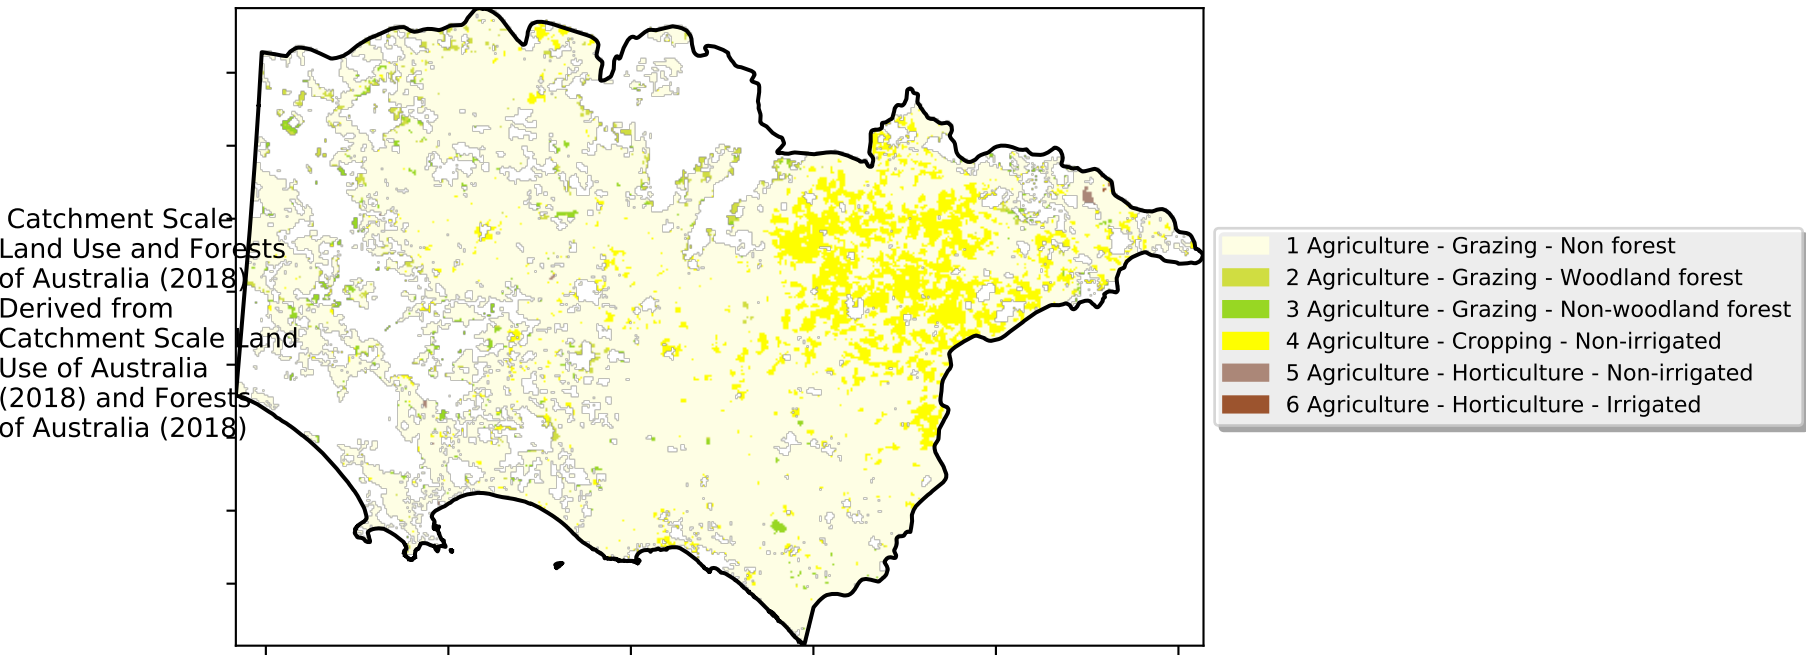 Catchment Scale
Land Use and Forests
of Australia (2018)
Derived from
Catchment Scale Land
Use of Australia
(2018) and Forests
of Australia (2018)
1 Agriculture - Grazing - Non forest
2 Agriculture - Grazing - Woodland forest
3 Agriculture - Grazing - Non-woodland forest
4 Agriculture - Cropping - Non-irrigated
5 Agriculture - Horticulture - Non-irrigated
6 Agriculture - Horticulture - Irrigated